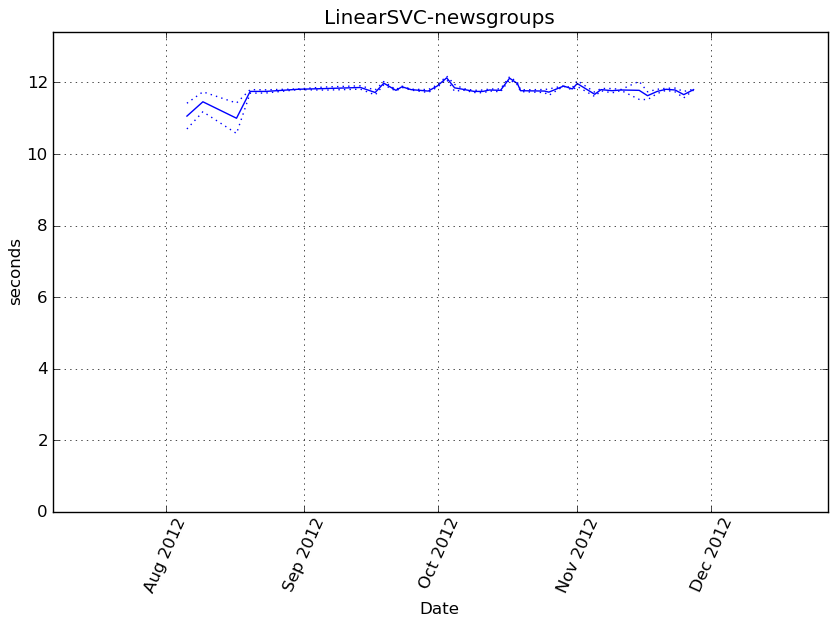 LinearSVC-newsgroups
12
10
8
6
4
2
0
seconds
Aug 2012
Sep 2012
Oct 2012
Nov 2012
Dec 2012
Date